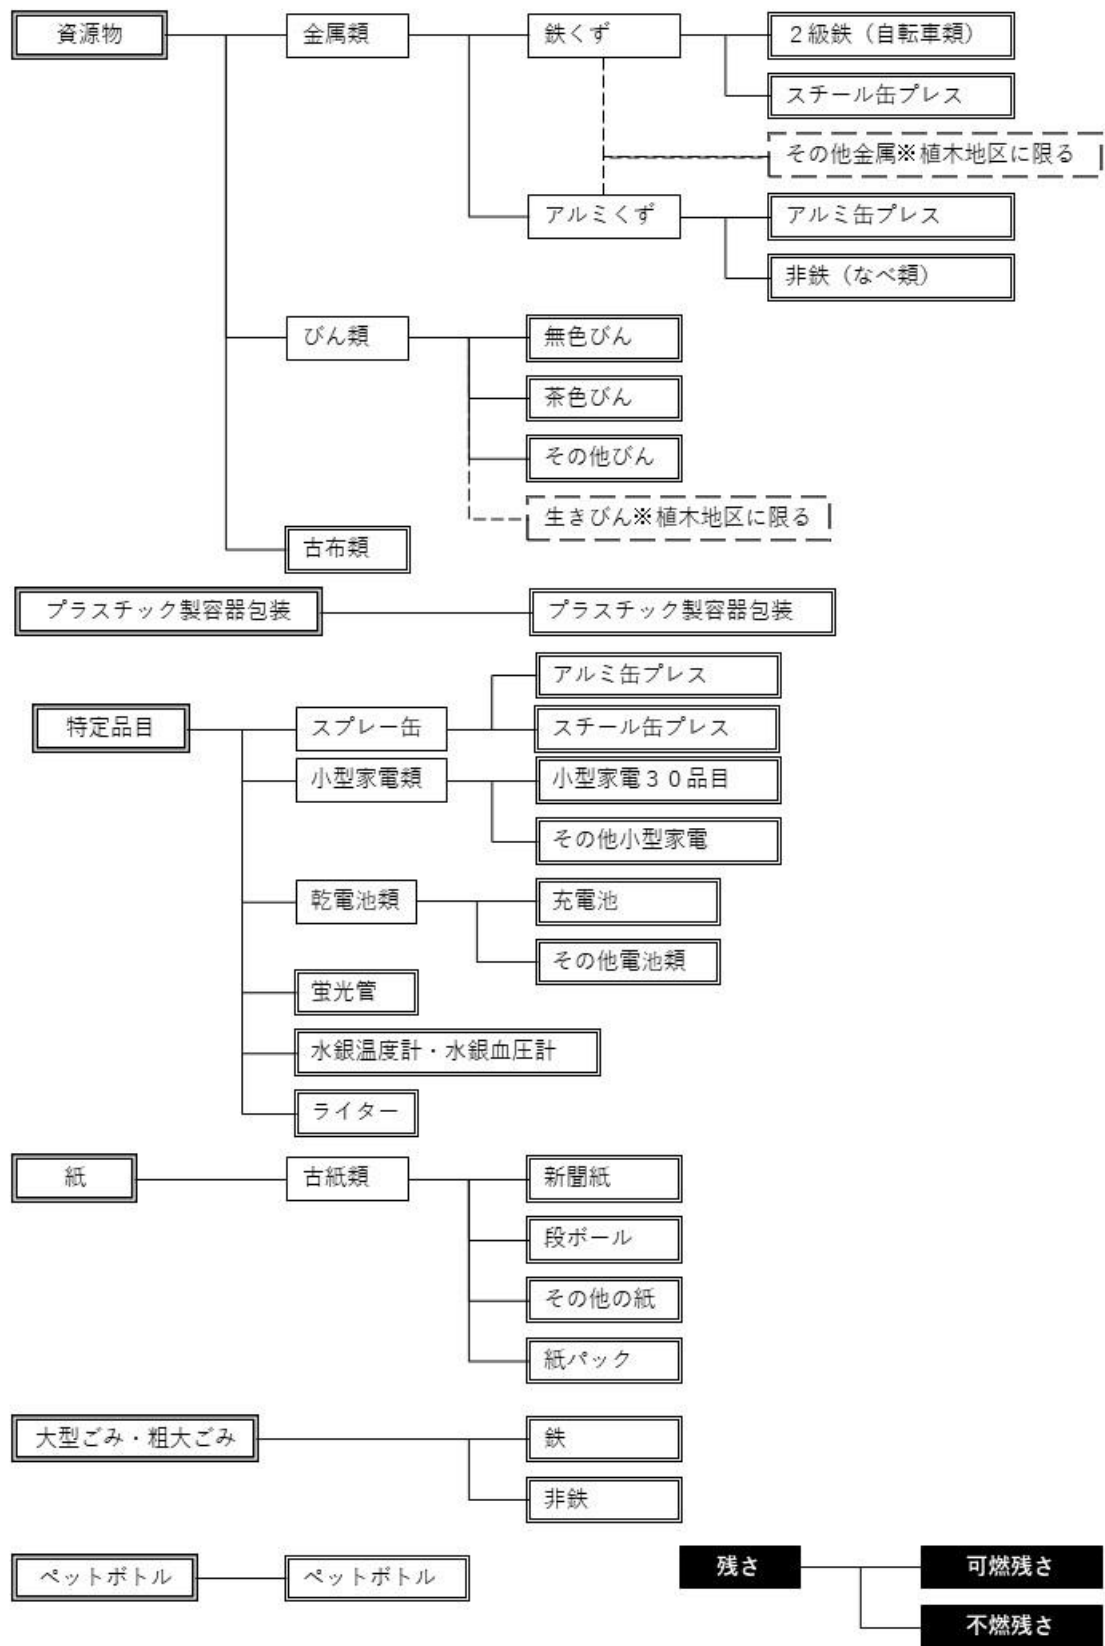 資源物
金属類
鉄くず
２級鉄（自転車類）
スチール缶プレス
その他金属※植木地区に限る
アルミくず
アルミ缶プレス
非鉄（なべ類）
びん類
無色びん
茶色びん
その他びん
生きびん※植木地区に限る
古布類
プラスチック製容器包装
プラスチック製容器包装
特定品目
スプレー缶
アルミ缶プレス
スチール缶プレス
小型家電類
小型家電３０品目
その他小型家電
乾電池類
充電池
その他電池類
蛍光管
水銀温度計・水銀血圧計
ライター
紙
古紙類
新聞紙
段ボール
その他の紙
紙パック
大型ごみ・粗大ごみ
鉄
非鉄
ペットボトル
ペットボトル
残さ
可燃残さ
不燃残さ